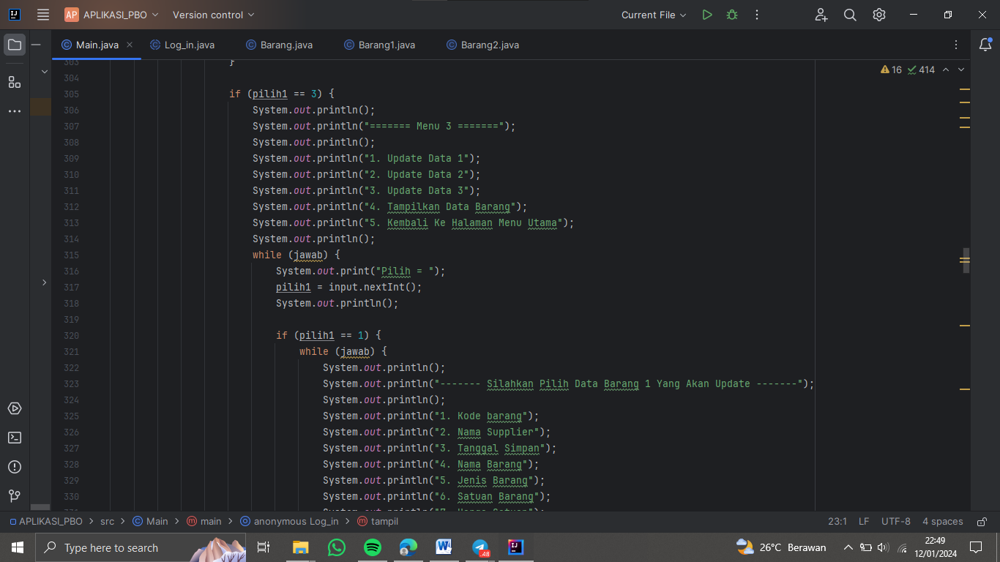 AP APLIKASI_PBO Version control Current File
Main.java Log_in.java Barang.java Barang1.java Barang2.java
16 414
303 }
304
305 if (pilih1 == 3) {
306 System.out.println();
307 System.out.println("======= Menu 3 =======");
308 System.out.println();
309 System.out.println("1. Update Data 1");
310 System.out.println("2. Update Data 2");
311 System.out.println("3. Update Data 3");
312 System.out.println("4. Tampilkan Data Barang");
313 System.out.println("5. Kembali Ke Halaman Menu Utama");
314 System.out.println();
315 while (jawab) {
316 System.out.print("Pilih = ");
317 pilih1 = input.nextInt();
318 System.out.println();
319
320 if (pilih1 == 1) {
321 while (jawab) {
322 System.out.println();
323 System.out.println("------- Silahkan Pilih Data Barang 1 Yang Akan Update -------");
324 System.out.println();
325 System.out.println("1. Kode barang");
326 System.out.println("2. Nama Supplier");
327 System.out.println("3. Tanggal Simpan");
328 System.out.println("4. Nama Barang");
329 System.out.println("5. Jenis Barang");
330 System.out.println("6. Satuan Barang");
APLIKASI_PBO > src > Main > main > anonymous Log_in > tampil 23:1 LF UTF-8 4 spaces
Type here to search 26°C Berawan 22:49
12/01/2024